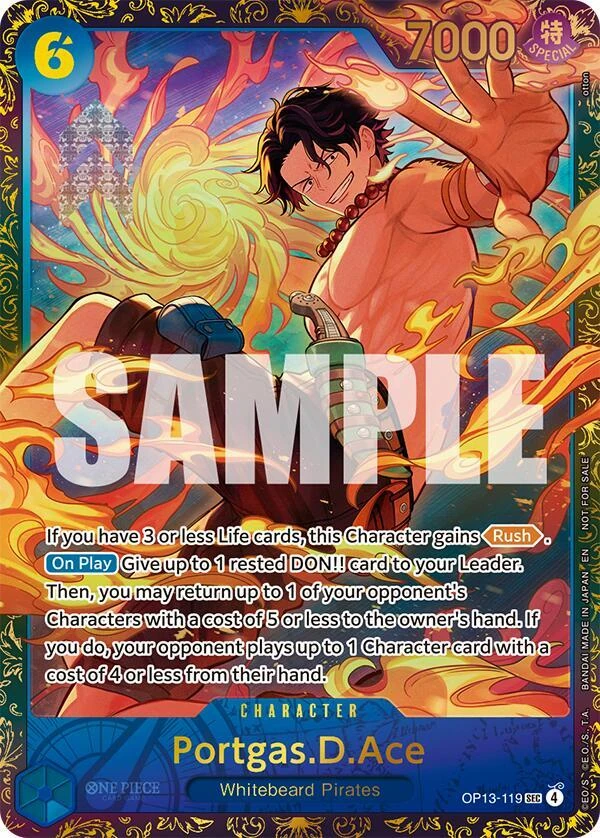 6
7000
特
SPECIAL
otton
SAMPLE
If you have 3 or less Life cards, this Character gains Rush.
On Play Give up to 1 rested DON!! card to your Leader.
Then, you may return up to 1 of your opponent's
Characters with a cost of 5 or less to the owner's hand. If
you do, your opponent plays up to 1 Character card with a
cost of 4 or less from their hand.
©E.O/S ©E.O./S., T.A. BANDAI MADE IN JAPAN EN NOT FOR SALE
CHARACTER
Portgas.D.Ace
ONE PIECE
CARD GAME
Whitebeard Pirates
OP13-119 SEC 4